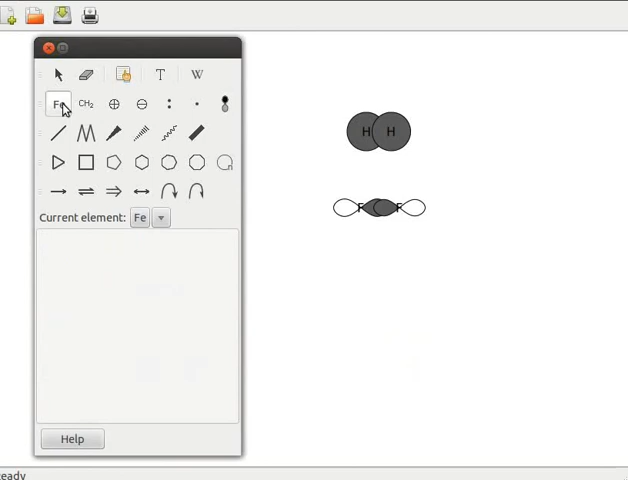 T W
Fe CH₂
H H
F F
Current element: Fe
Help
eady